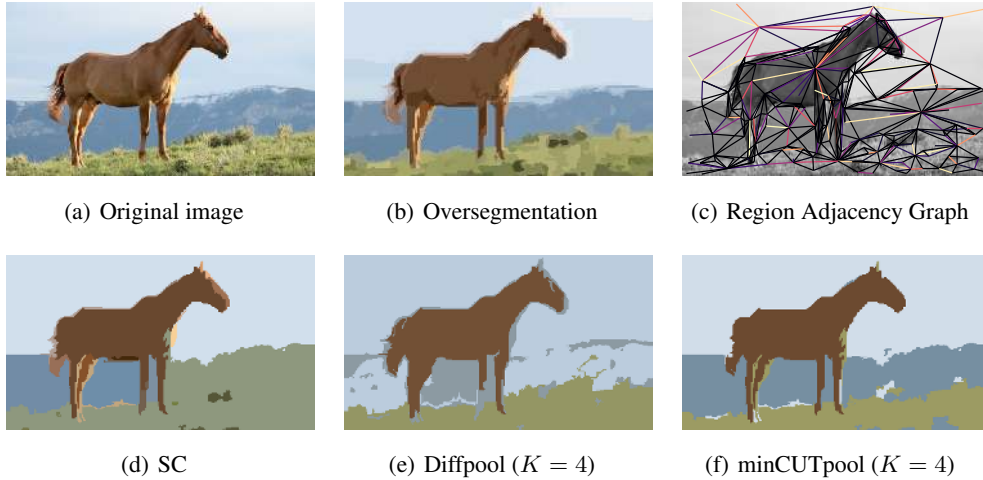 (a) Original image
(b) Oversegmentation
(c) Region Adjacency Graph
(d) SC
(e) Diffpool (K = 4)
(f) minCUTpool (K = 4)